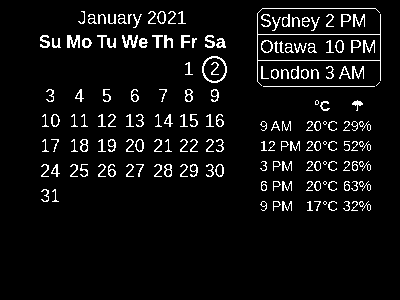 January 2021
Su Mo Tu We Th Fr Sa
1 2
3 4 5 6 7 8 9
10 11 12 13 14 15 16
17 18 19 20 21 22 23
24 25 26 27 28 29 30
31
Sydney 2 PM
Ottawa 10 PM
London 3 AM
°C ☂
9 AM 20°C 29%
12 PM 20°C 52%
3 PM 20°C 26%
6 PM 20°C 63%
9 PM 17°C 32%